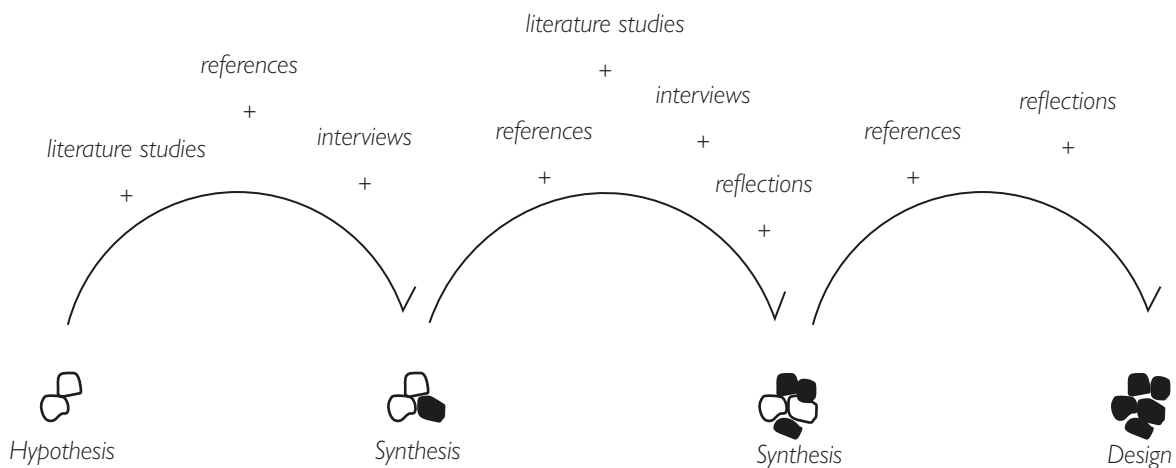 literature studies
+
references
+
interviews
references
+
literature studies
+
interviews
+
reflections
+
references
+
reflections
+
+
Hypothesis
Synthesis
Synthesis
Design